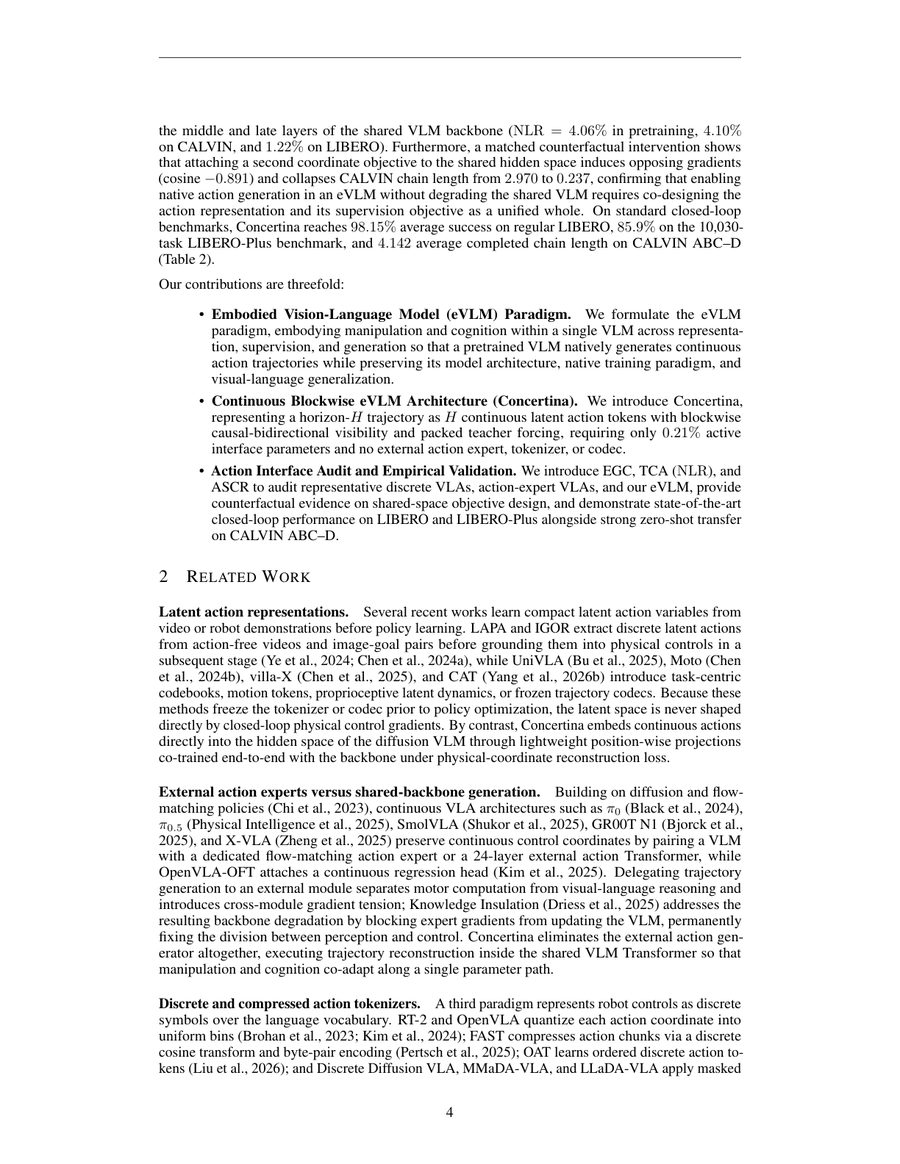 the middle and late layers of the shared VLM backbone (NLR = 4.06% in pretraining, 4.10%
on CALVIN, and 1.22% on LIBERO). Furthermore, a matched counterfactual intervention shows
that attaching a second coordinate objective to the shared hidden space induces opposing gradients
(cosine −0.891) and collapses CALVIN chain length from 2.970 to 0.237, confirming that enabling
native action generation in an eVLM without degrading the shared VLM requires co-designing the
action representation and its supervision objective as a unified whole. On standard closed-loop
benchmarks, Concertina reaches 98.15% average success on regular LIBERO, 85.9% on the 10,030-
task LIBERO-Plus benchmark, and 4.142 average completed chain length on CALVIN ABC–D
(Table 2).
Our contributions are threefold:
• Embodied Vision-Language Model (eVLM) Paradigm. We formulate the eVLM
paradigm, embodying manipulation and cognition within a single VLM across representa-
tion, supervision, and generation so that a pretrained VLM natively generates continuous
action trajectories while preserving its model architecture, native training paradigm, and
visual-language generalization.
• Continuous Blockwise eVLM Architecture (Concertina). We introduce Concertina,
representing a horizon-H trajectory as H continuous latent action tokens with blockwise
causal-bidirectional visibility and packed teacher forcing, requiring only 0.21% active
interface parameters and no external action expert, tokenizer, or codec.
• Action Interface Audit and Empirical Validation. We introduce EGC, TCA (NLR), and
ASCR to audit representative discrete VLAs, action-expert VLAs, and our eVLM, provide
counterfactual evidence on shared-space objective design, and demonstrate state-of-the-art
closed-loop performance on LIBERO and LIBERO-Plus alongside strong zero-shot transfer
on CALVIN ABC–D.
2 RELATED WORK
Latent action representations. Several recent works learn compact latent action variables from
video or robot demonstrations before policy learning. LAPA and IGOR extract discrete latent actions
from action-free videos and image-goal pairs before grounding them into physical controls in a
subsequent stage (Ye et al., 2024; Chen et al., 2024a), while UniVLA (Bu et al., 2025), Moto (Chen
et al., 2024b), villa-X (Chen et al., 2025), and CAT (Yang et al., 2026b) introduce task-centric
codebooks, motion tokens, proprioceptive latent dynamics, or frozen trajectory codecs. Because these
methods freeze the tokenizer or codec prior to policy optimization, the latent space is never shaped
directly by closed-loop physical control gradients. By contrast, Concertina embeds continuous actions
directly into the hidden space of the diffusion VLM through lightweight position-wise projections
co-trained end-to-end with the backbone under physical-coordinate reconstruction loss.
External action experts versus shared-backbone generation. Building on diffusion and flow-
matching policies (Chi et al., 2023), continuous VLA architectures such as π0 (Black et al., 2024),
π0.5 (Physical Intelligence et al., 2025), SmolVLA (Shukor et al., 2025), GR00T N1 (Bjorck et al.,
2025), and X-VLA (Zheng et al., 2025) preserve continuous control coordinates by pairing a VLM
with a dedicated flow-matching action expert or a 24-layer external action Transformer, while
OpenVLA-OFT attaches a continuous regression head (Kim et al., 2025). Delegating trajectory
generation to an external module separates motor computation from visual-language reasoning and
introduces cross-module gradient tension; Knowledge Insulation (Driess et al., 2025) addresses the
resulting backbone degradation by blocking expert gradients from updating the VLM, permanently
fixing the division between perception and control. Concertina eliminates the external action gen-
erator altogether, executing trajectory reconstruction inside the shared VLM Transformer so that
manipulation and cognition co-adapt along a single parameter path.
Discrete and compressed action tokenizers. A third paradigm represents robot controls as discrete
symbols over the language vocabulary. RT-2 and OpenVLA quantize each action coordinate into
uniform bins (Brohan et al., 2023; Kim et al., 2024); FAST compresses action chunks via a discrete
cosine transform and byte-pair encoding (Pertsch et al., 2025); OAT learns ordered discrete action to-
kens (Liu et al., 2026); and Discrete Diffusion VLA, MMaDA-VLA, and LLaDA-VLA apply masked
4